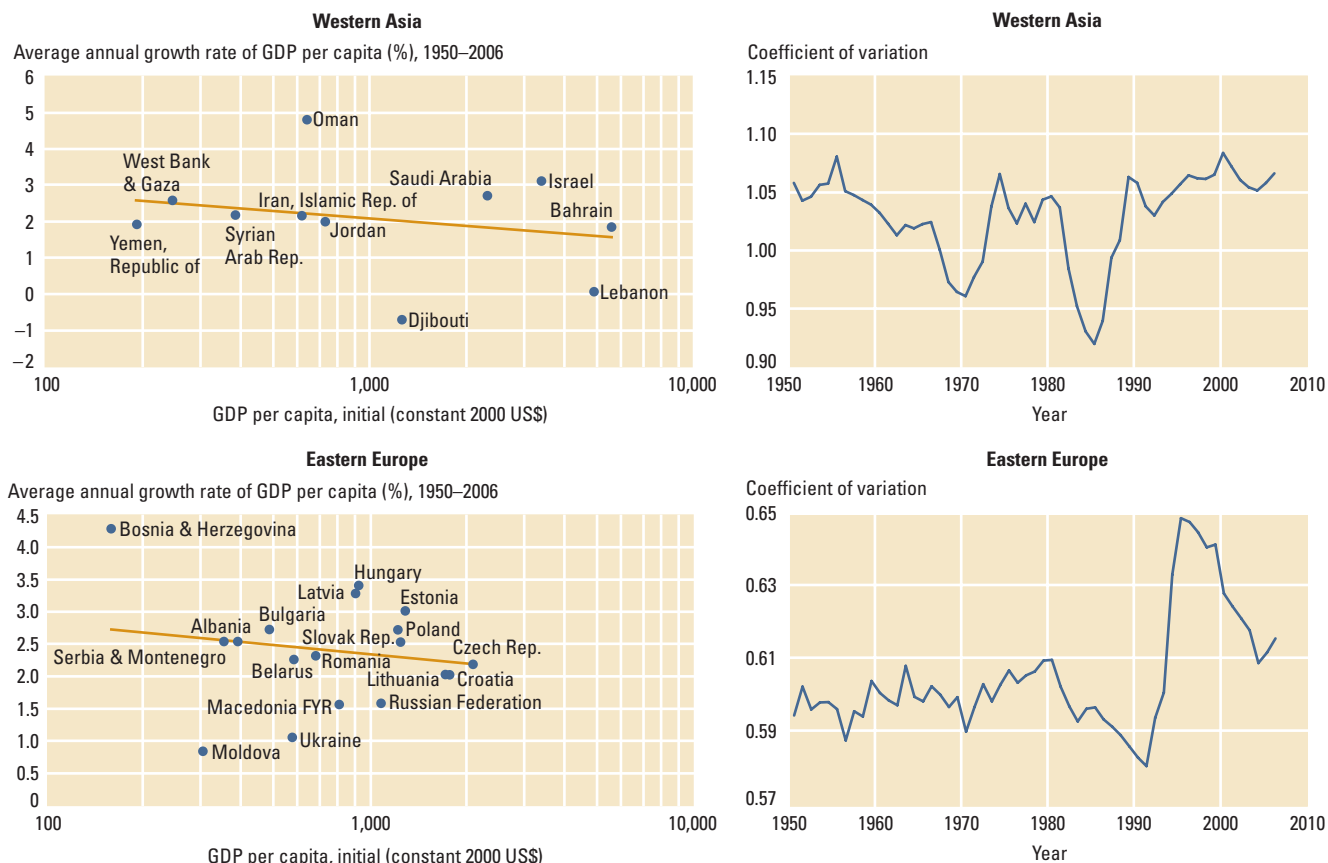 Western Asia
Average annual growth rate of GDP per capita (%), 1950–2006
6
5
4
3
2
1
0
–1
–2
Oman
West Bank
& Gaza
Saudi Arabia
Israel
Iran, Islamic Rep. of
Bahrain
Yemen,
Republic of
Syrian
Arab Rep.
Jordan
Lebanon
Djibouti
100
1,000
10,000
GDP per capita, initial (constant 2000 US$)
Western Asia
Coefficient of variation
1.15
1.10
1.05
1.00
0.95
0.90
1950
1960
1970
1980
1990
2000
2010
Year
Eastern Europe
Average annual growth rate of GDP per capita (%), 1950–2006
4.5
4.0
3.5
3.0
2.5
2.0
1.5
1.0
0.5
0
Bosnia & Herzegovina
Hungary
Latvia
Estonia
Bulgaria
Albania
Poland
Slovak Rep.
Czech Rep.
Serbia & Montenegro
Belarus
Romania
Lithuania
Croatia
Macedonia FYR
Russian Federation
Ukraine
Moldova
100
1,000
10,000
GDP per capita, initial (constant 2000 US$)
Eastern Europe
Coefficient of variation
0.65
0.63
0.61
0.59
0.57
1950
1960
1970
1980
1990
2000
2010
Year